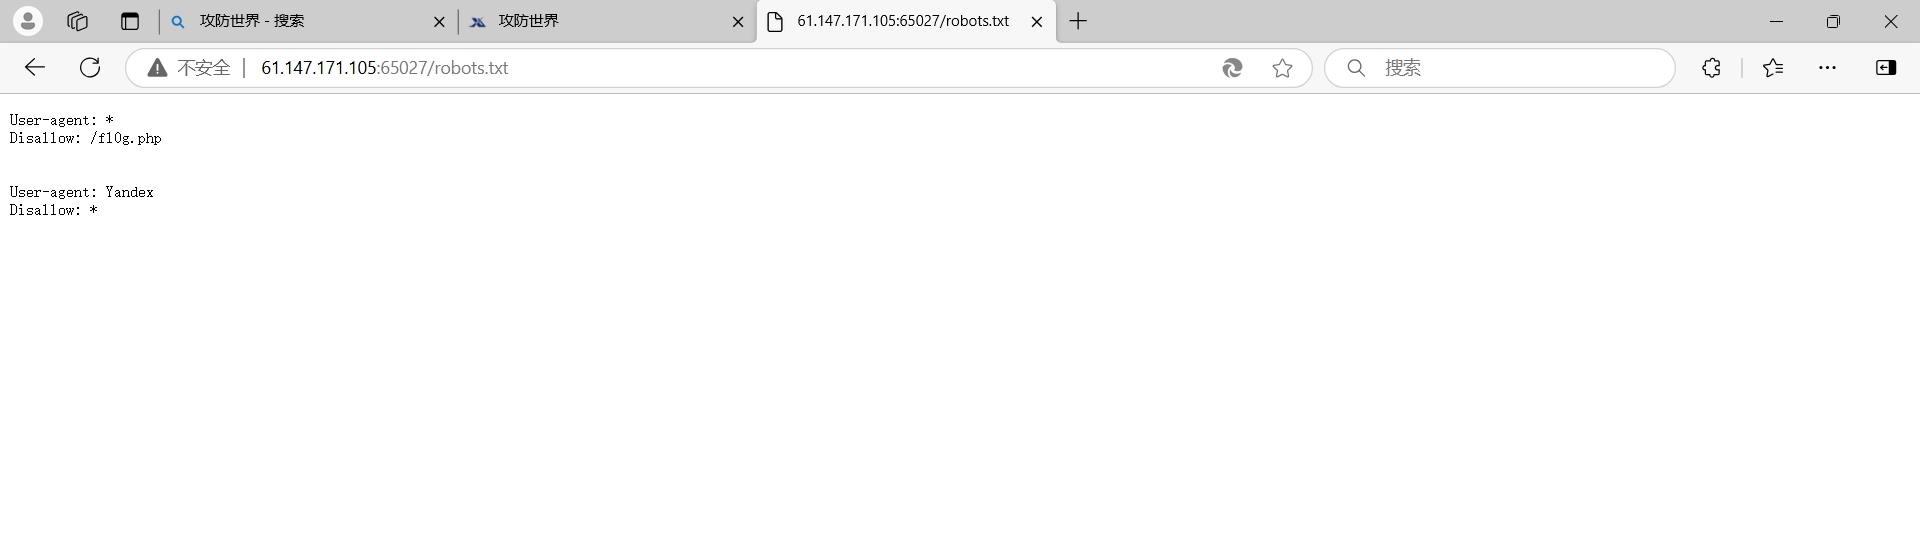 攻防世界 - 搜索
攻防世界
61.147.171.105:65027/robots.txt
不安全
61.147.171.105:65027/robots.txt
搜索
User-agent: *
Disallow: /fl0g.php
User-agent: Yandex
Disallow: *